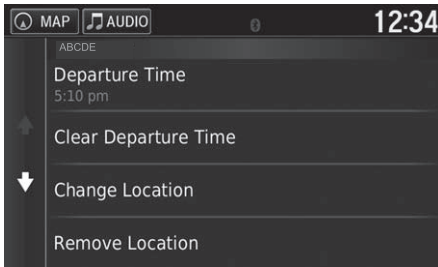 MAP AUDIO 12:34
ABCDE
Departure Time
5:10 pm
Clear Departure Time
Change Location
Remove Location